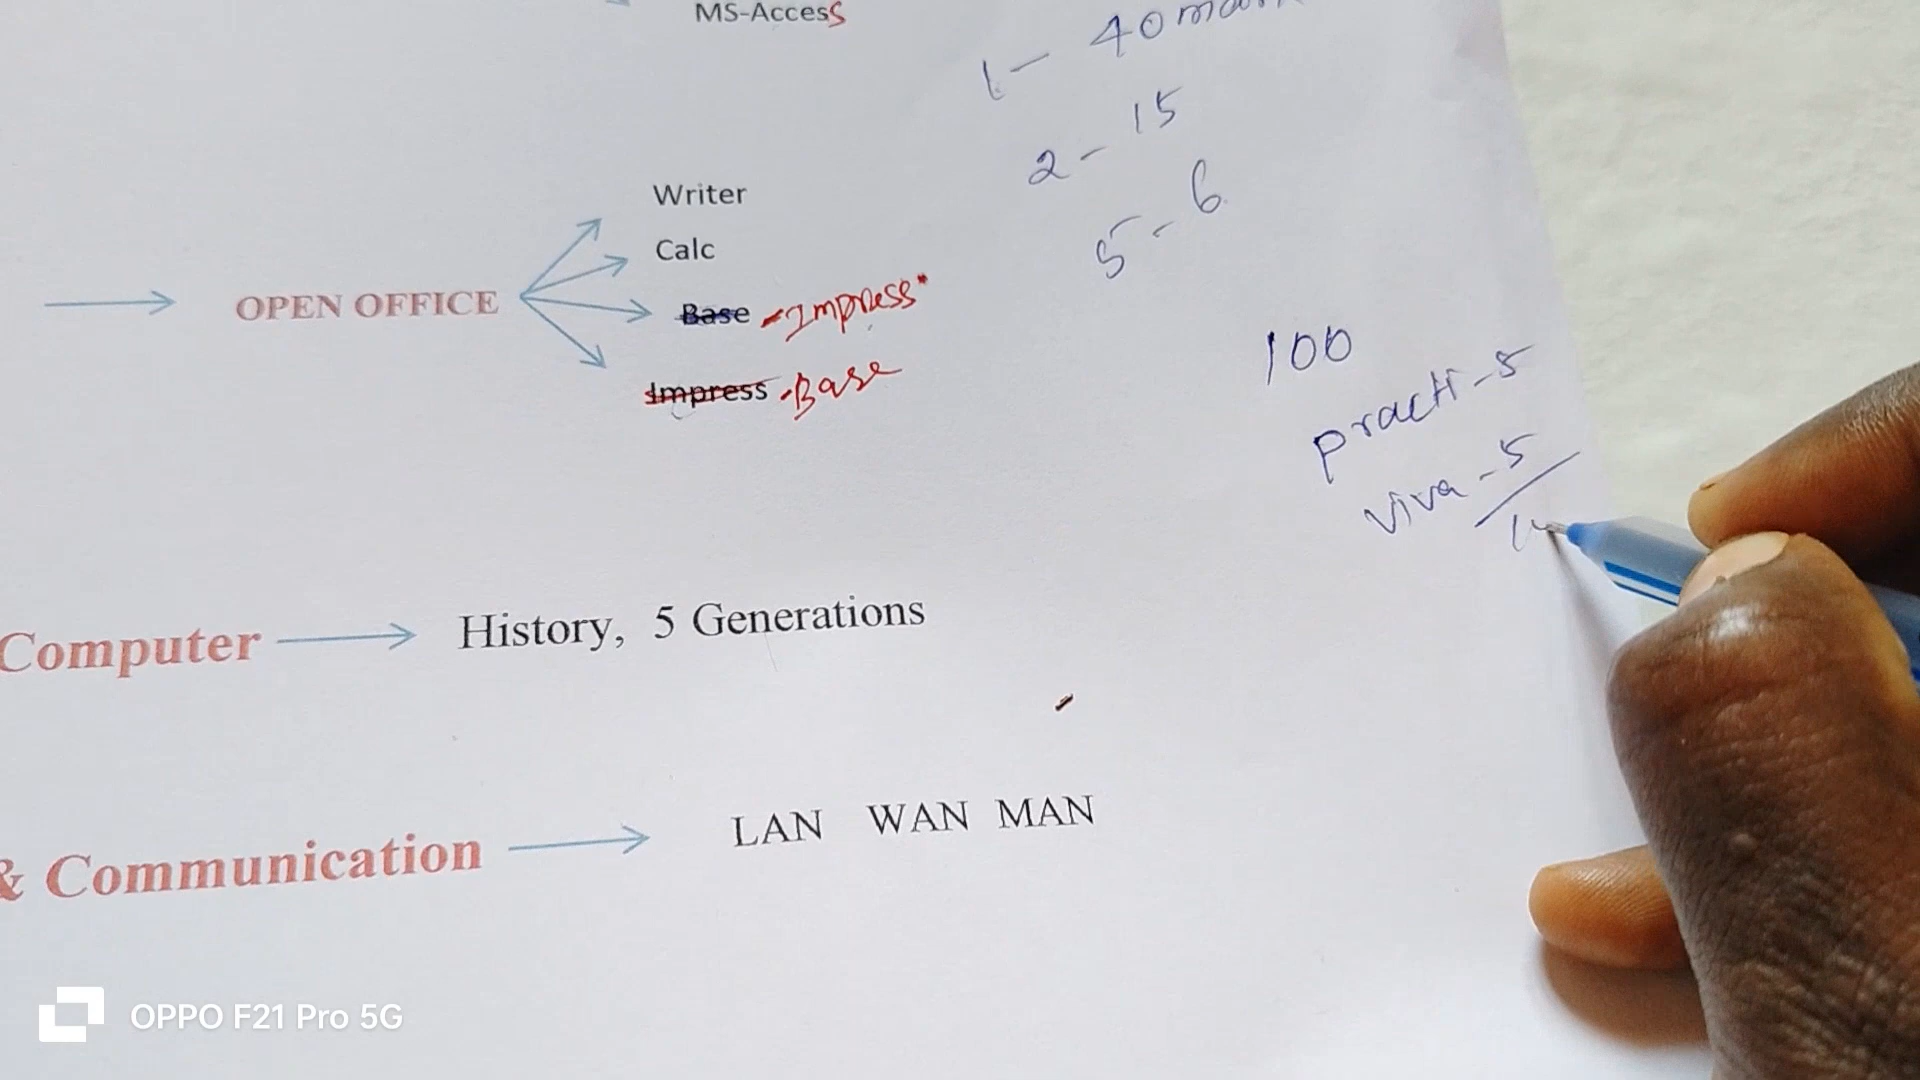 MS-Access
1- 40
2- 15
5- 6
Writer
Calc
OPEN OFFICE
Base -Impress
Impress -Base
100
practi-5
viva-5
Computer History, 5 Generations
& Communication LAN WAN MAN
OPPO F21 Pro 5G